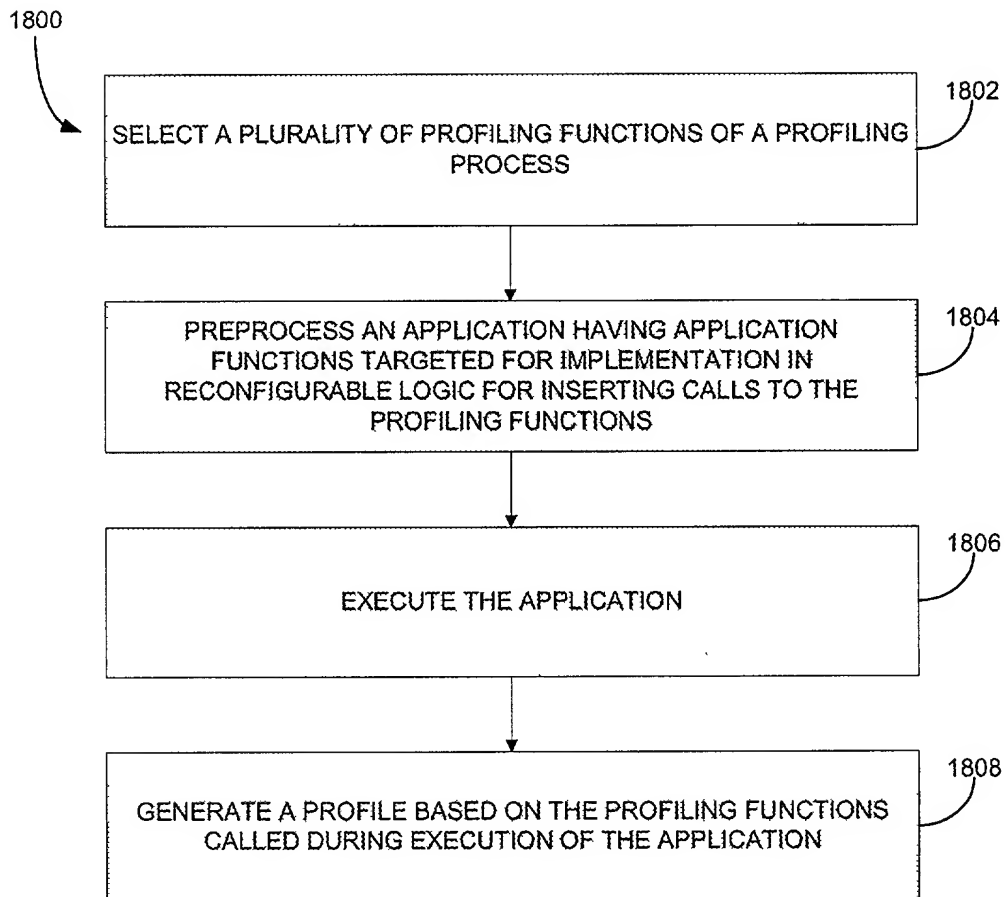 1800
1802
SELECT A PLURALITY OF PROFILING FUNCTIONS OF A PROFILING
PROCESS
1804
PREPROCESS AN APPLICATION HAVING APPLICATION
FUNCTIONS TARGETED FOR IMPLEMENTATION IN
RECONFIGURABLE LOGIC FOR INSERTING CALLS TO THE
PROFILING FUNCTIONS
1806
EXECUTE THE APPLICATION
1808
GENERATE A PROFILE BASED ON THE PROFILING FUNCTIONS
CALLED DURING EXECUTION OF THE APPLICATION